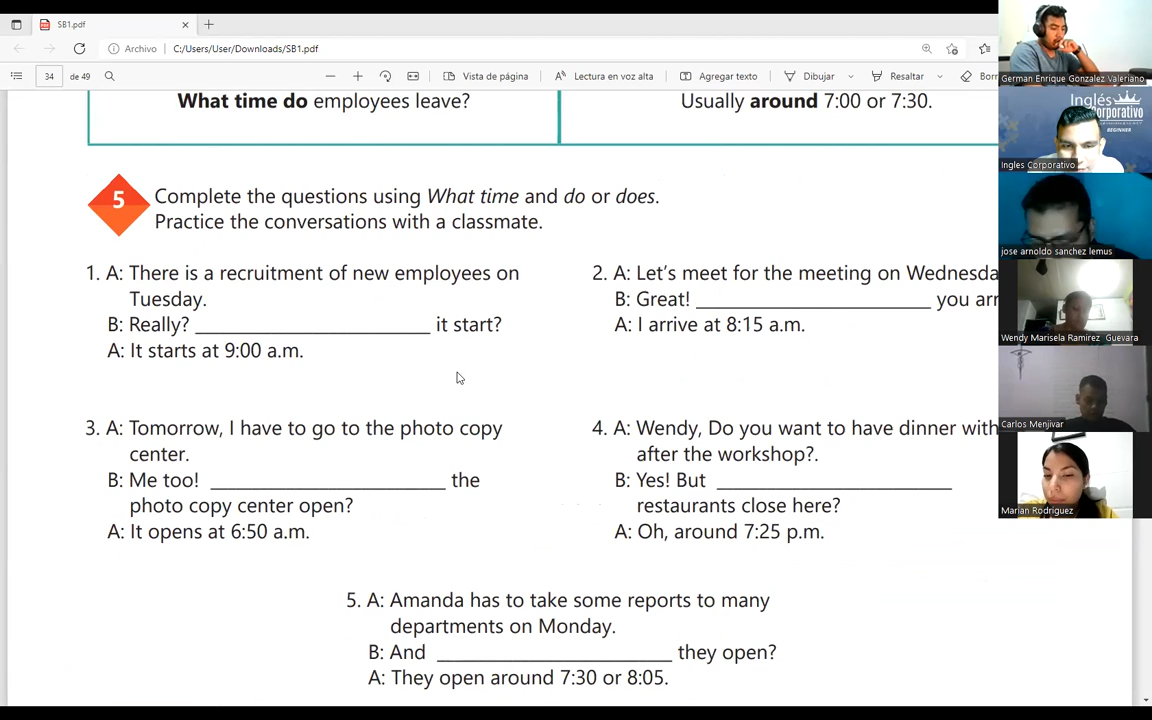 SB1.pdf
Archivo C:/Users/User/Downloads/SB1.pdf
34 de 49 Vista de página Lectura en voz alta Agregar texto Dibujar Resaltar Borr
What time do employees leave?
Usually around 7:00 or 7:30.
5
Complete the questions using What time and do or does.
Practice the conversations with a classmate.
1. A: There is a recruitment of new employees on
Tuesday.
B: Really? ______ it start?
A: It starts at 9:00 a.m.
2. A: Let's meet for the meeting on Wednesda
B: Great! ______ you arr
A: I arrive at 8:15 a.m.
3. A: Tomorrow, I have to go to the photo copy
center.
B: Me too! ______ the
photo copy center open?
A: It opens at 6:50 a.m.
4. A: Wendy, Do you want to have dinner with
after the workshop?.
B: Yes! But ______
restaurants close here?
A: Oh, around 7:25 p.m.
5. A: Amanda has to take some reports to many
departments on Monday.
B: And ______ they open?
A: They open around 7:30 or 8:05.
German Enrique Gonzalez Valeriano
Inglés
Corporativo
BEGINNER
Ingles Corporativo
jose arnoldo sanchez lemus
Wendy Marisela Ramirez Guevara
Carlos Menjivar
Marian Rodriguez